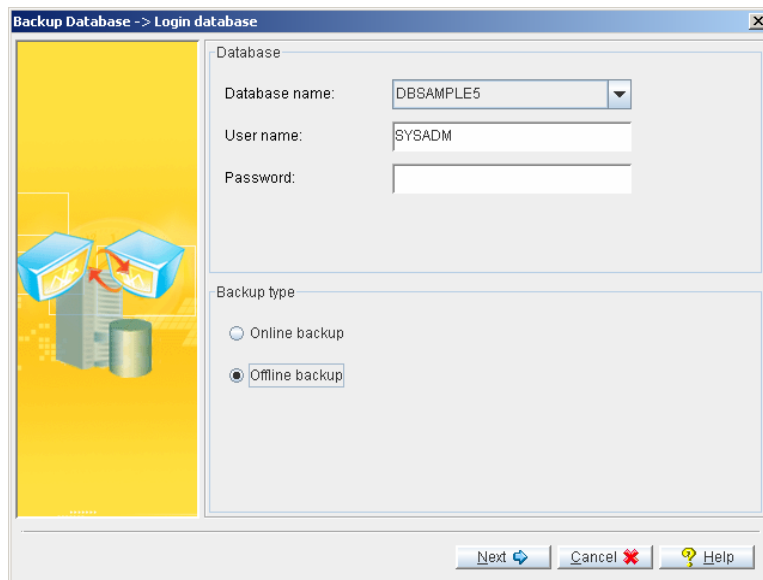 Backup Database -> Login database
Database
Database name: DBSAMPLE5
User name: SYSADM
Password:
Backup type
Online backup
Offline backup
Next Cancel Help